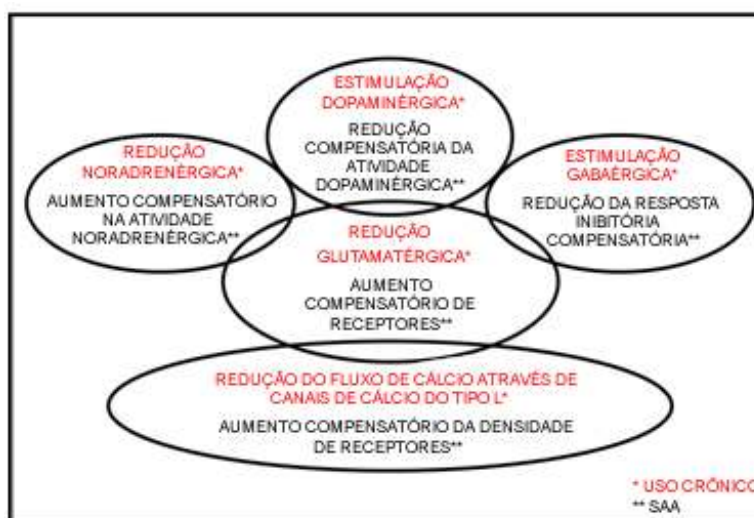 ESTIMULAÇÃO
DOPAMINÉRGICA*
REDUÇÃO
COMPENSATÓRIA DA
ATIVIDADE
DOPAMINÉRGICA**
REDUÇÃO
NORADRENÉRGICA*
AUMENTO COMPENSATÓRIO
NA ATIVIDADE
NORADRENÉRGICA**
ESTIMULAÇÃO
GABAÉRGICA*
REDUÇÃO DA RESPOSTA
INIBITÓRIA
COMPENSATÓRIA**
REDUÇÃO
GLUTAMATÉRGICA*
AUMENTO
COMPENSATÓRIO DE
RECEPTORES**
REDUÇÃO DO FLUXO DE CÁLCIO ATRAVÉS DE
CANAIS DE CÁLCIO DO TIPO L*
AUMENTO COMPENSATÓRIO DA DENSIDADE
DE RECEPTORES**
* USO CRÔNICO
** SAA